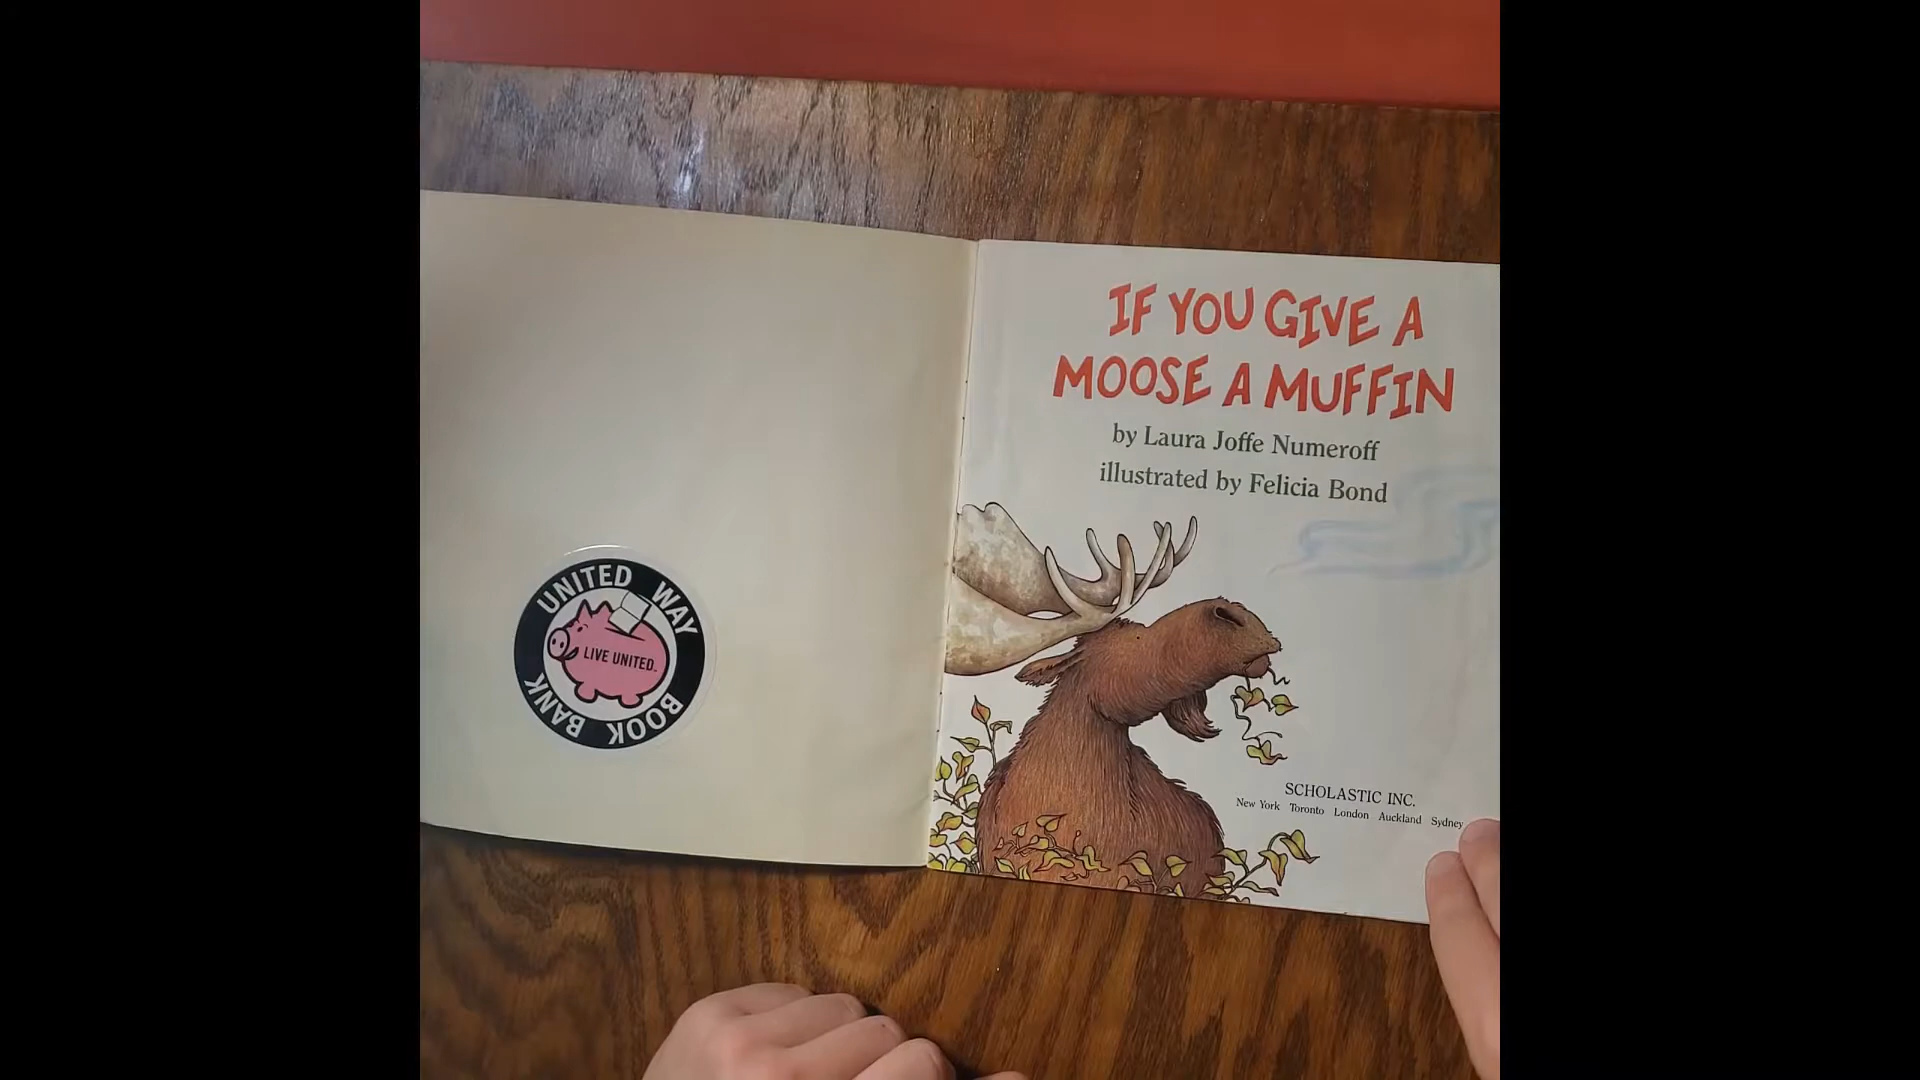 UNITED WAY
LIVE UNITED
BOOK BANK
IF YOU GIVE A
MOOSE A MUFFIN
by Laura Joffe Numeroff
illustrated by Felicia Bond
SCHOLASTIC INC.
New York Toronto London Auckland Sydney